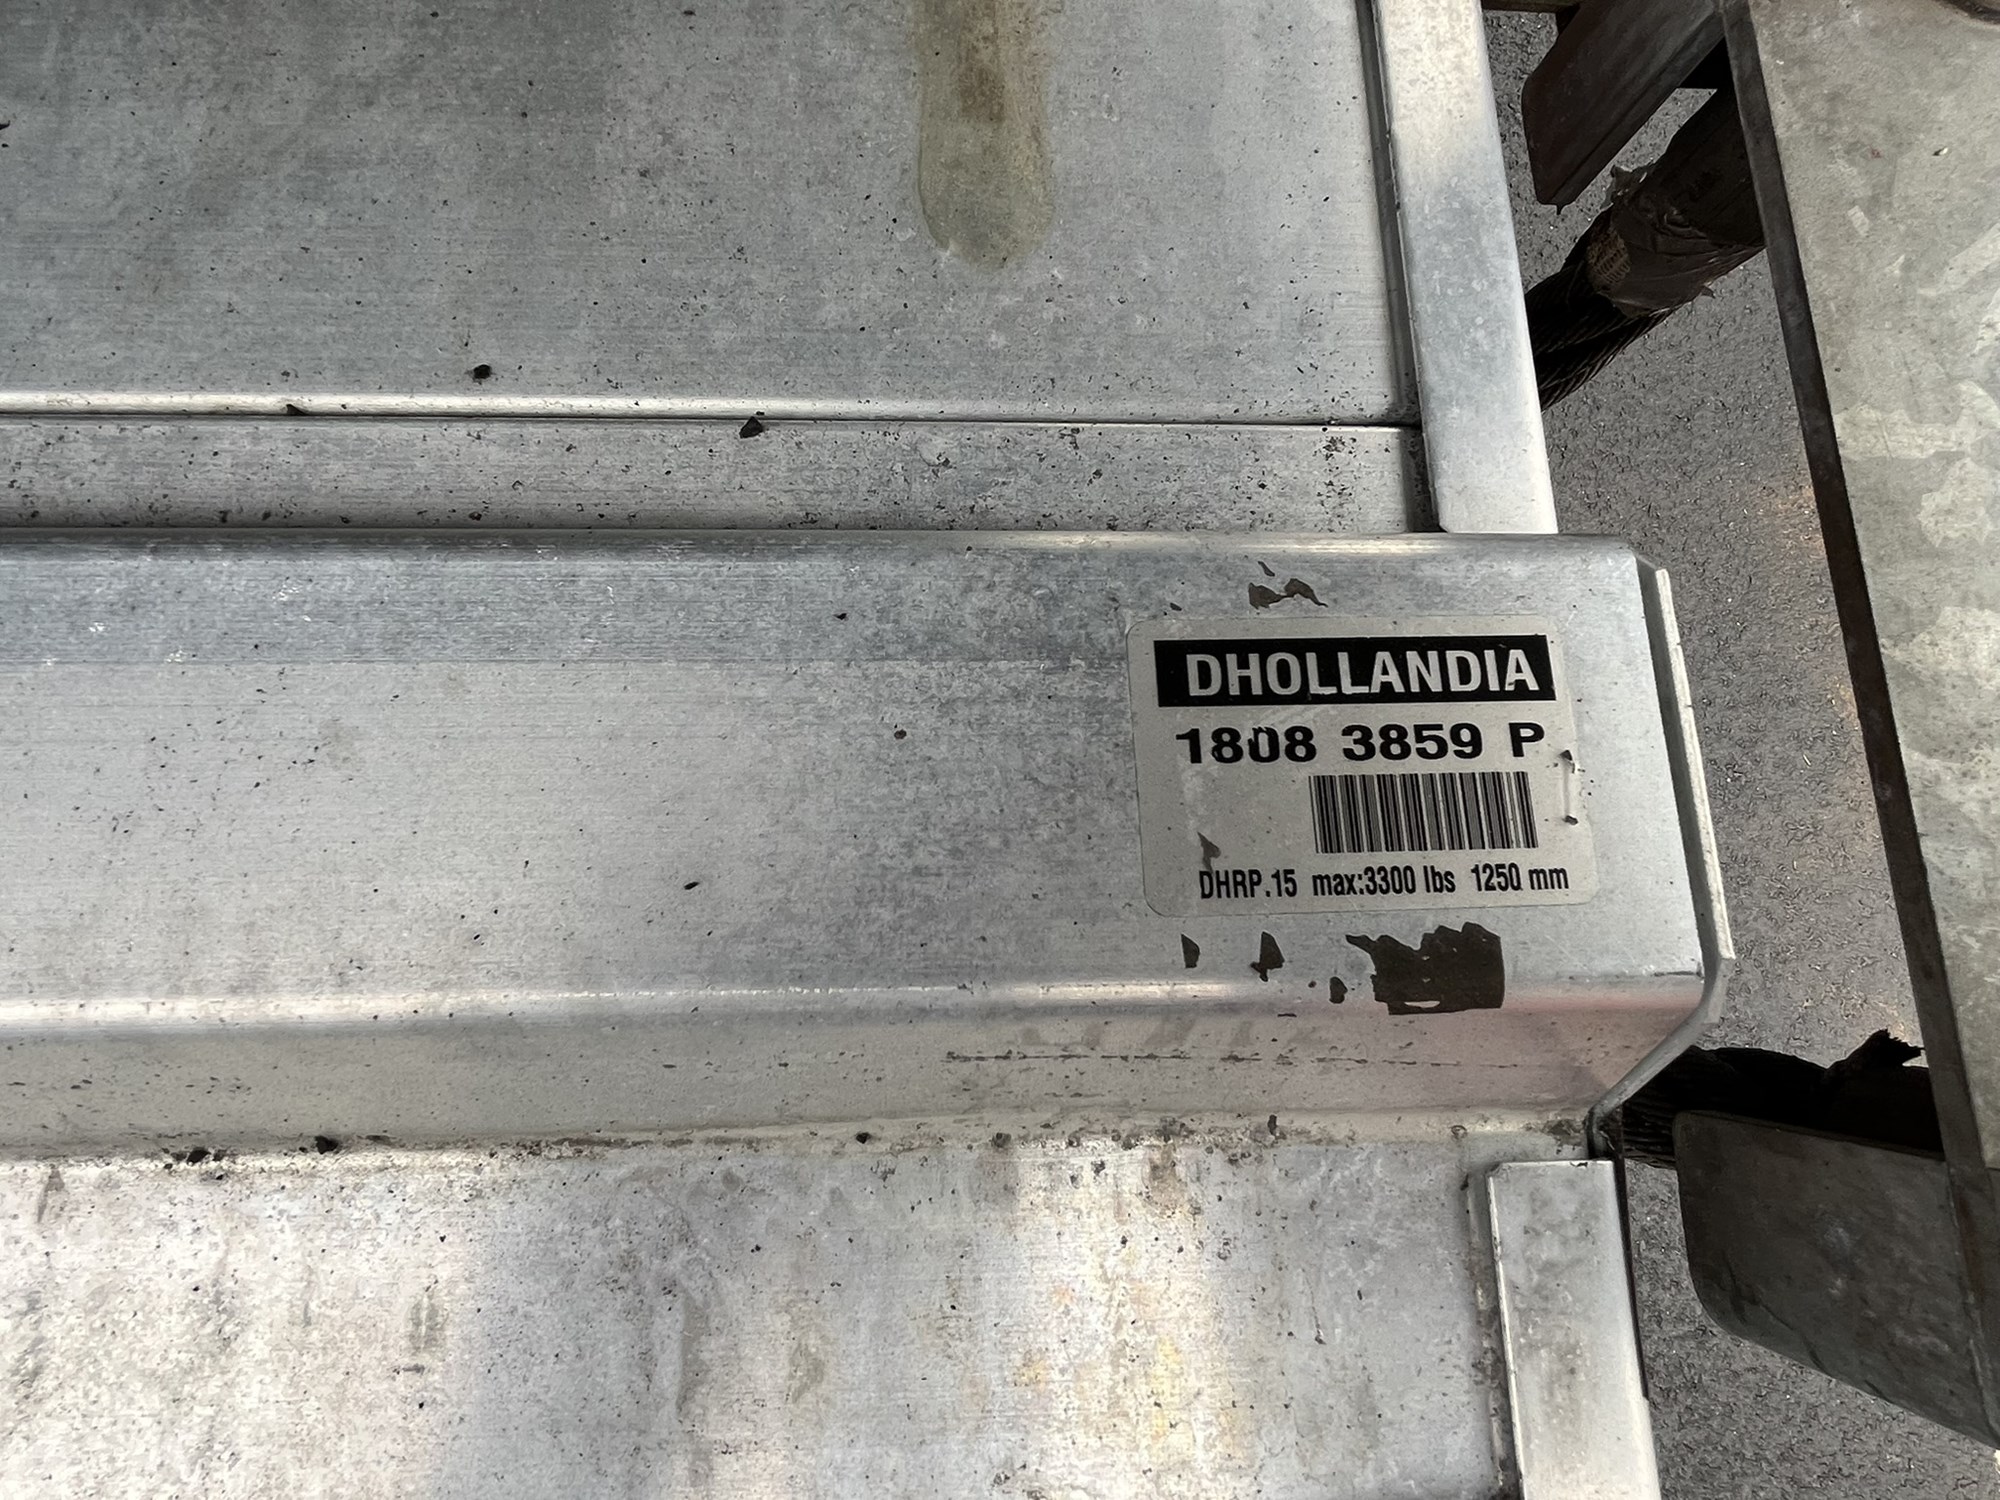 DHOLLANDIA
1808 3859 P
DHRP.15 max:3300 lbs 1250 mm